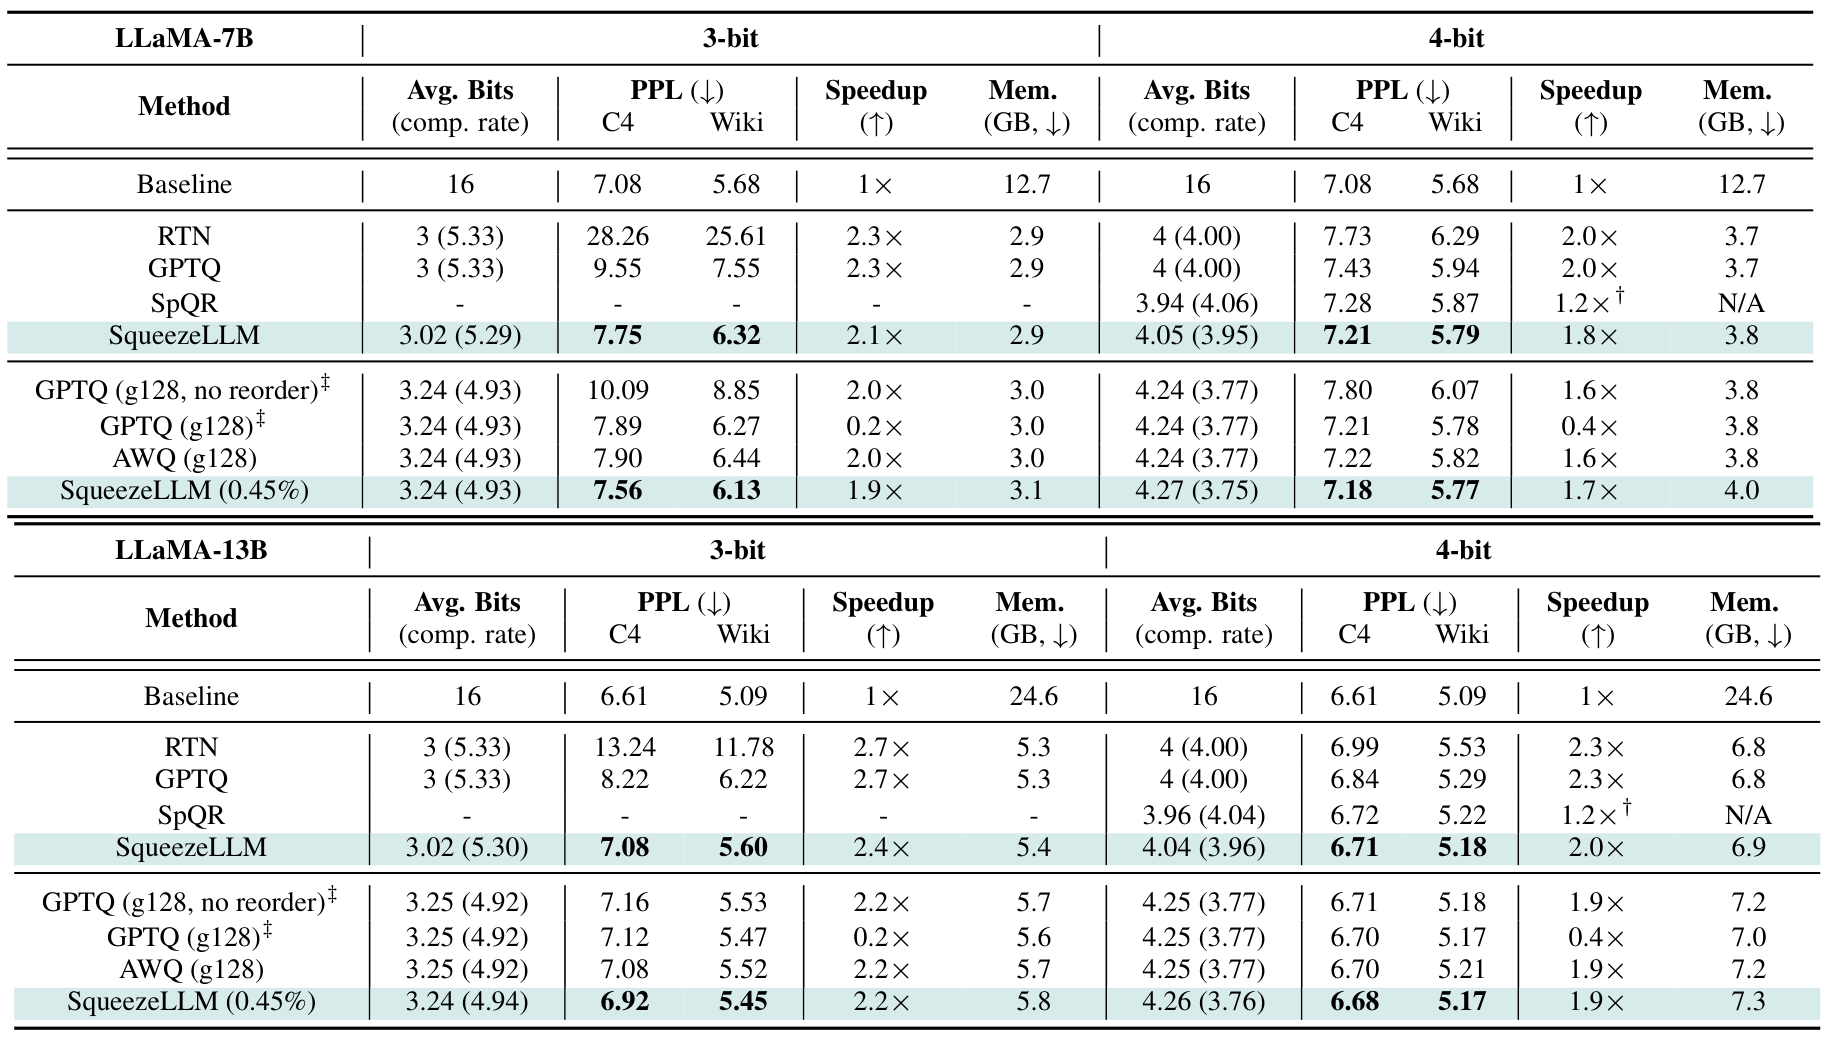 LLaMA-7B 3-bit 4-bit
Method Avg. Bits PPL (↓) Speedup Mem. Avg. Bits PPL (↓) Speedup Mem.
(comp. rate) C4 Wiki (↑) (GB, ↓) (comp. rate) C4 Wiki (↑) (GB, ↓)
Baseline 16 7.08 5.68 1× 12.7 16 7.08 5.68 1× 12.7
RTN 3 (5.33) 28.26 25.61 2.3× 2.9 4 (4.00) 7.73 6.29 2.0× 3.7
GPTQ 3 (5.33) 9.55 7.55 2.3× 2.9 4 (4.00) 7.43 5.94 2.0× 3.7
SpQR - - - - - 3.94 (4.06) 7.28 5.87 1.2׆ N/A
SqueezeLLM 3.02 (5.29) 7.75 6.32 2.1× 2.9 4.05 (3.95) 7.21 5.79 1.8× 3.8
GPTQ (g128, no reorder)‡ 3.24 (4.93) 10.09 8.85 2.0× 3.0 4.24 (3.77) 7.80 6.07 1.6× 3.8
GPTQ (g128)‡ 3.24 (4.93) 7.89 6.27 0.2× 3.0 4.24 (3.77) 7.21 5.78 0.4× 3.8
AWQ (g128) 3.24 (4.93) 7.90 6.44 2.0× 3.0 4.24 (3.77) 7.22 5.82 1.6× 3.8
SqueezeLLM (0.45%) 3.24 (4.93) 7.56 6.13 1.9× 3.1 4.27 (3.75) 7.18 5.77 1.7× 4.0
LLaMA-13B 3-bit 4-bit
Method Avg. Bits PPL (↓) Speedup Mem. Avg. Bits PPL (↓) Speedup Mem.
(comp. rate) C4 Wiki (↑) (GB, ↓) (comp. rate) C4 Wiki (↑) (GB, ↓)
Baseline 16 6.61 5.09 1× 24.6 16 6.61 5.09 1× 24.6
RTN 3 (5.33) 13.24 11.78 2.7× 5.3 4 (4.00) 6.99 5.53 2.3× 6.8
GPTQ 3 (5.33) 8.22 6.22 2.7× 5.3 4 (4.00) 6.84 5.29 2.3× 6.8
SpQR - - - - - 3.96 (4.04) 6.72 5.22 1.2׆ N/A
SqueezeLLM 3.02 (5.30) 7.08 5.60 2.4× 5.4 4.04 (3.96) 6.71 5.18 2.0× 6.9
GPTQ (g128, no reorder)‡ 3.25 (4.92) 7.16 5.53 2.2× 5.7 4.25 (3.77) 6.71 5.18 1.9× 7.2
GPTQ (g128)‡ 3.25 (4.92) 7.12 5.47 0.2× 5.6 4.25 (3.77) 6.70 5.17 0.4× 7.0
AWQ (g128) 3.25 (4.92) 7.08 5.52 2.2× 5.7 4.25 (3.77) 6.70 5.21 1.9× 7.2
SqueezeLLM (0.45%) 3.24 (4.94) 6.92 5.45 2.2× 5.8 4.26 (3.76) 6.68 5.17 1.9× 7.3